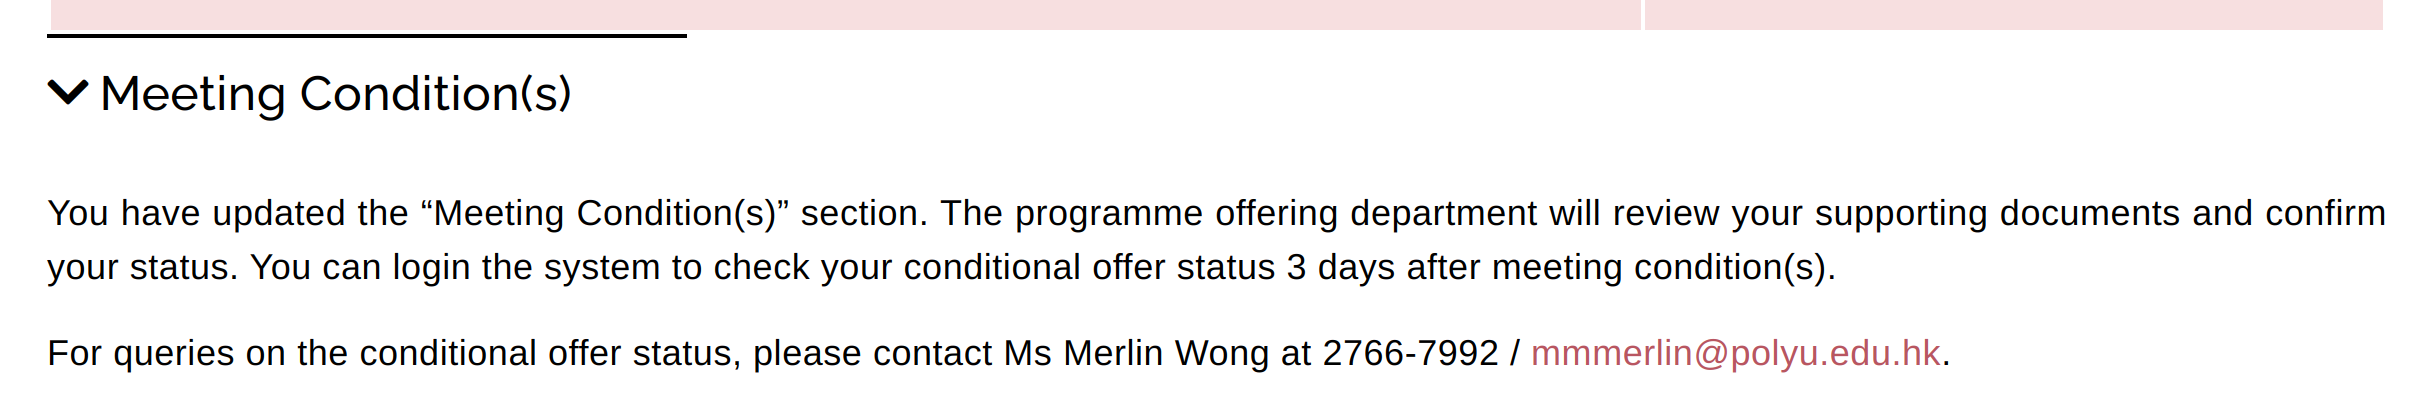 Meeting Condition(s)
You have updated the “Meeting Condition(s)” section. The programme offering department will review your supporting documents and confirm
your status. You can login the system to check your conditional offer status 3 days after meeting condition(s).
For queries on the conditional offer status, please contact Ms Merlin Wong at 2766-7992 / mmmerlin@polyu.edu.hk.